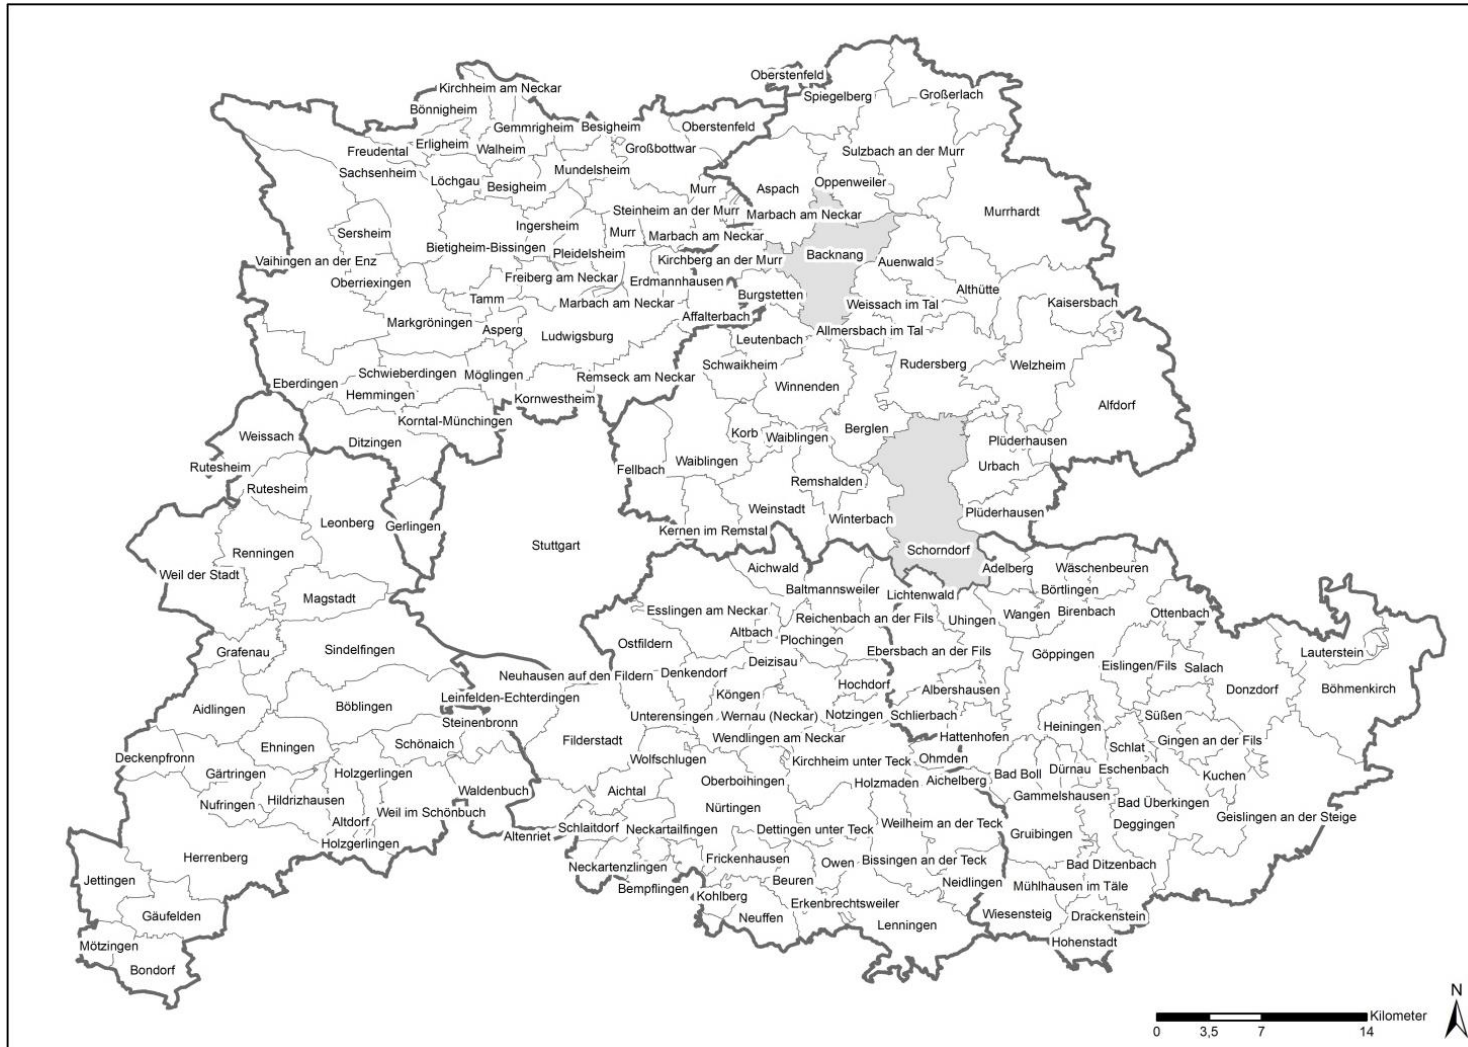 Kirchheim am Neckar
Oberstenfeld
Spiegelberg
Großerlach
Bönnigheim
Gemmrigheim
Besigheim
Oberstenfeld
Freudental
Erligheim
Walheim
Großbottwar
Sulzbach an der Murr
Sachsenheim
Löchgau
Besigheim
Mundelsheim
Murr
Aspach
Oppenweiler
Steinheim an der Murr
Marbach am Neckar
Murrhardt
Sersheim
Ingersheim
Murr
Marbach am Neckar
Bietigheim-Bissingen
Pleidelsheim
Backnang
Vaihingen an der Enz
Kirchberg an der Murr
Auenwald
Oberriexingen
Freiberg am Neckar
Erdmannhausen
Althütte
Tamm
Marbach am Neckar
Burgstetten
Weissach im Tal
Kaisersbach
Markgröningen
Asperg
Ludwigsburg
Affalterbach
Allmersbach im Tal
Leutenbach
Schwaikheim
Rudersberg
Welzheim
Eberdingen
Schwieberdingen
Möglingen
Remseck am Neckar
Winnenden
Hemmingen
Kornwestheim
Alfdorf
Korntal-Münchingen
Weissach
Ditzingen
Korb
Waiblingen
Berglen
Plüderhausen
Rutesheim
Fellbach
Waiblingen
Urbach
Rutesheim
Remshalden
Leonberg
Gerlingen
Weinstadt
Winterbach
Plüderhausen
Kernen im Remstal
Renningen
Stuttgart
Schorndorf
Weil der Stadt
Aichwald
Adelberg
Wäschenbeuren
Magstadt
Baltmannsweiler
Lichtenwald
Börtlingen
Esslingen am Neckar
Reichenbach an der Fils
Uhingen
Wangen
Birenbach
Ottenbach
Ostfildern
Altbach
Plochingen
Grafenau
Sindelfingen
Ebersbach an der Fils
Göppingen
Lauterstein
Neuhausen auf den Fildern
Denkendorf
Deizisau
Eislingen/Fils
Salach
Leinfelden-Echterdingen
Köngen
Hochdorf
Albershausen
Donzdorf
Böhmenkirch
Aidlingen
Böblingen
Steinenbronn
Unterensingen
Wernau (Neckar)
Notzingen
Schlierbach
Süßen
Ehningen
Schönaich
Filderstadt
Wendlingen am Neckar
Hattenhofen
Heiningen
Gingen an der Fils
Deckenpfronn
Wolfschlugen
Kirchheim unter Teck
Ohmden
Schlat
Gärtringen
Holzgerlingen
Oberboihingen
Holzmaden
Aichelberg
Bad Boll
Dürnau
Eschenbach
Kuchen
Nufringen
Hildrizhausen
Waldenbuch
Aichtal
Gammelshausen
Bad Überkingen
Altdorf
Weil im Schönbuch
Nürtingen
Geislingen an der Steige
Holzgerlingen
Altenriet
Schlaitdorf
Neckartailfingen
Dettingen unter Teck
Weilheim an der Teck
Gruibingen
Deggingen
Herrenberg
Frickenhausen
Owen
Bissingen an der Teck
Bad Ditzenbach
Neckartenzlingen
Jettingen
Bempflingen
Beuren
Neidlingen
Mühlhausen im Täle
Kohlberg
Erkenbrechtsweiler
Gäufelden
Neuffen
Lenningen
Wiesensteig
Drackenstein
Mötzingen
Hohenstadt
Bondorf
N
Kilometer
0 3,5 7 14